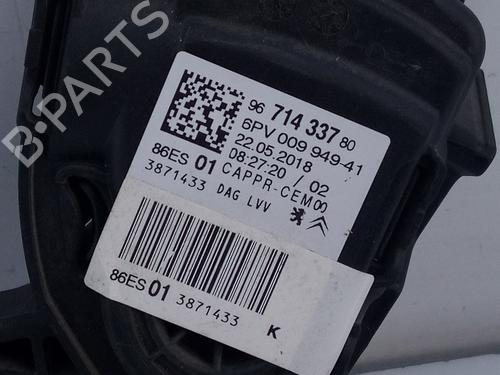 B-PARTS
96 714 337 80
6PV 009 949-41
22.05.2018
08:27:20 / 02
86ES 01 CAPPR-CEM00
3871433 DAG LVV
86ES 01 3871433 K